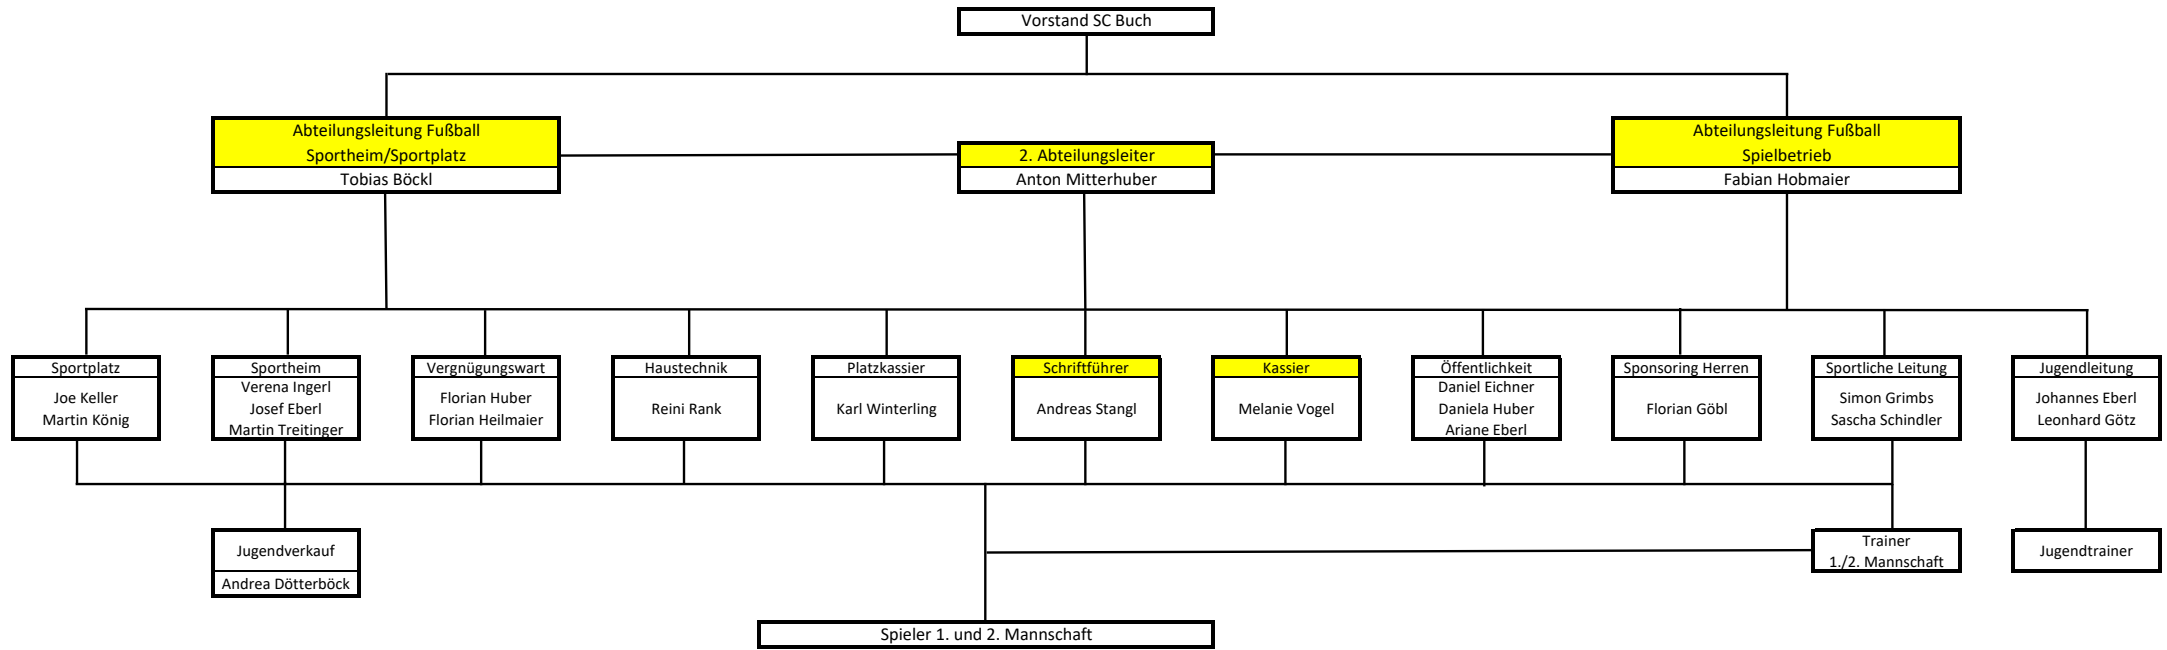 Vorstand SC Buch
Abteilungsleitung Fußball
Sportheim/Sportplatz
Tobias Böckl
2. Abteilungsleiter
Anton Mitterhuber
Abteilungsleitung Fußball
Spielbetrieb
Fabian Hobmaier
Sportplatz
Joe Keller
Martin König
Sportheim
Verena Ingerl
Josef Eberl
Martin Treitinger
Vergnügungswart
Florian Huber
Florian Heilmaier
Haustechnik
Reini Rank
Platzkassier
Karl Winterling
Schriftführer
Andreas Stangl
Kassier
Melanie Vogel
Öffentlichkeit
Daniel Eichner
Daniela Huber
Ariane Eberl
Sponsoring Herren
Florian Göbl
Sportliche Leitung
Simon Grimbs
Sascha Schindler
Jugendleitung
Johannes Eberl
Leonhard Götz
Jugendverkauf
Andrea Dötterböck
Trainer
1./2. Mannschaft
Jugendtrainer
Spieler 1. und 2. Mannschaft